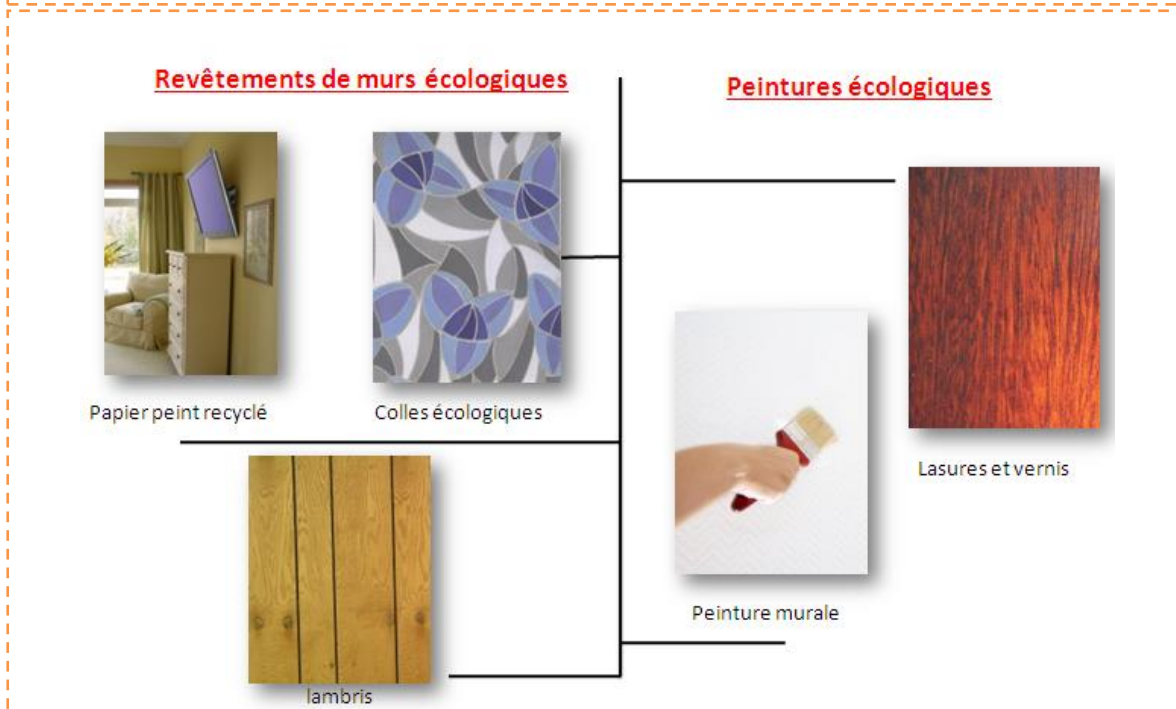 Revêtements de murs écologiques
Peintures écologiques
Papier peint recyclé
Colles écologiques
Lasures et vernis
Peinture murale
lambris